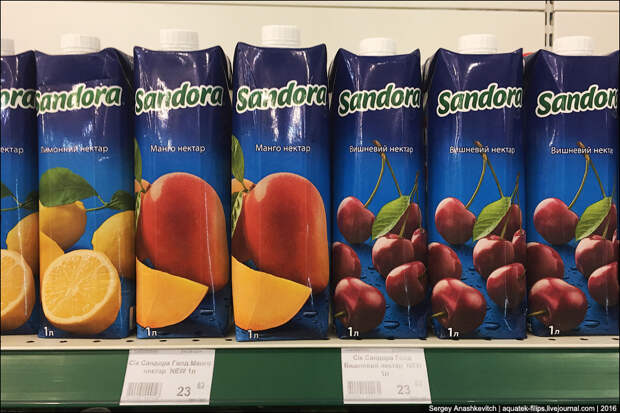 Sandora
Лимонний нектар
1л
Sandora
Манго нектар
1л
Sandora
Манго нектар
1л
Sandora
Вишневий нектар
1л
Sandora
Вишневий нектар
1л
Sandora
Вишневий нектар
1л
Сік Сандора Голд Манго
нектар NEW 1л
23
Сік Сандора Голд
Вишневий нектар NEW
1л
23
Sergey Anashkevitch | aquatek-filips.livejournal.com | 2016